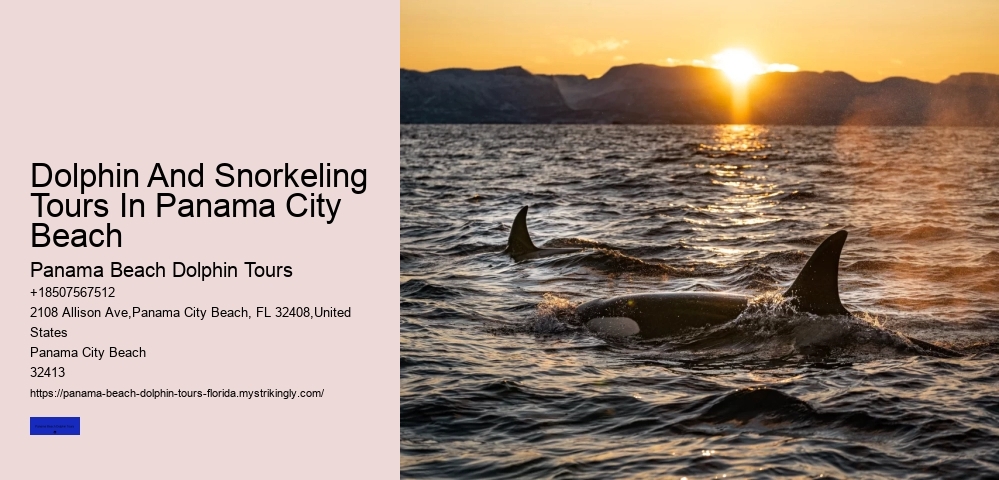 Dolphin And Snorkeling
Tours In Panama City
Beach
Panama Beach Dolphin Tours
+18507567512
2108 Allison Ave,Panama City Beach, FL 32408,United
States
Panama City Beach
32413
https://panama-beach-dolphin-tours-florida.mystrikingly.com/